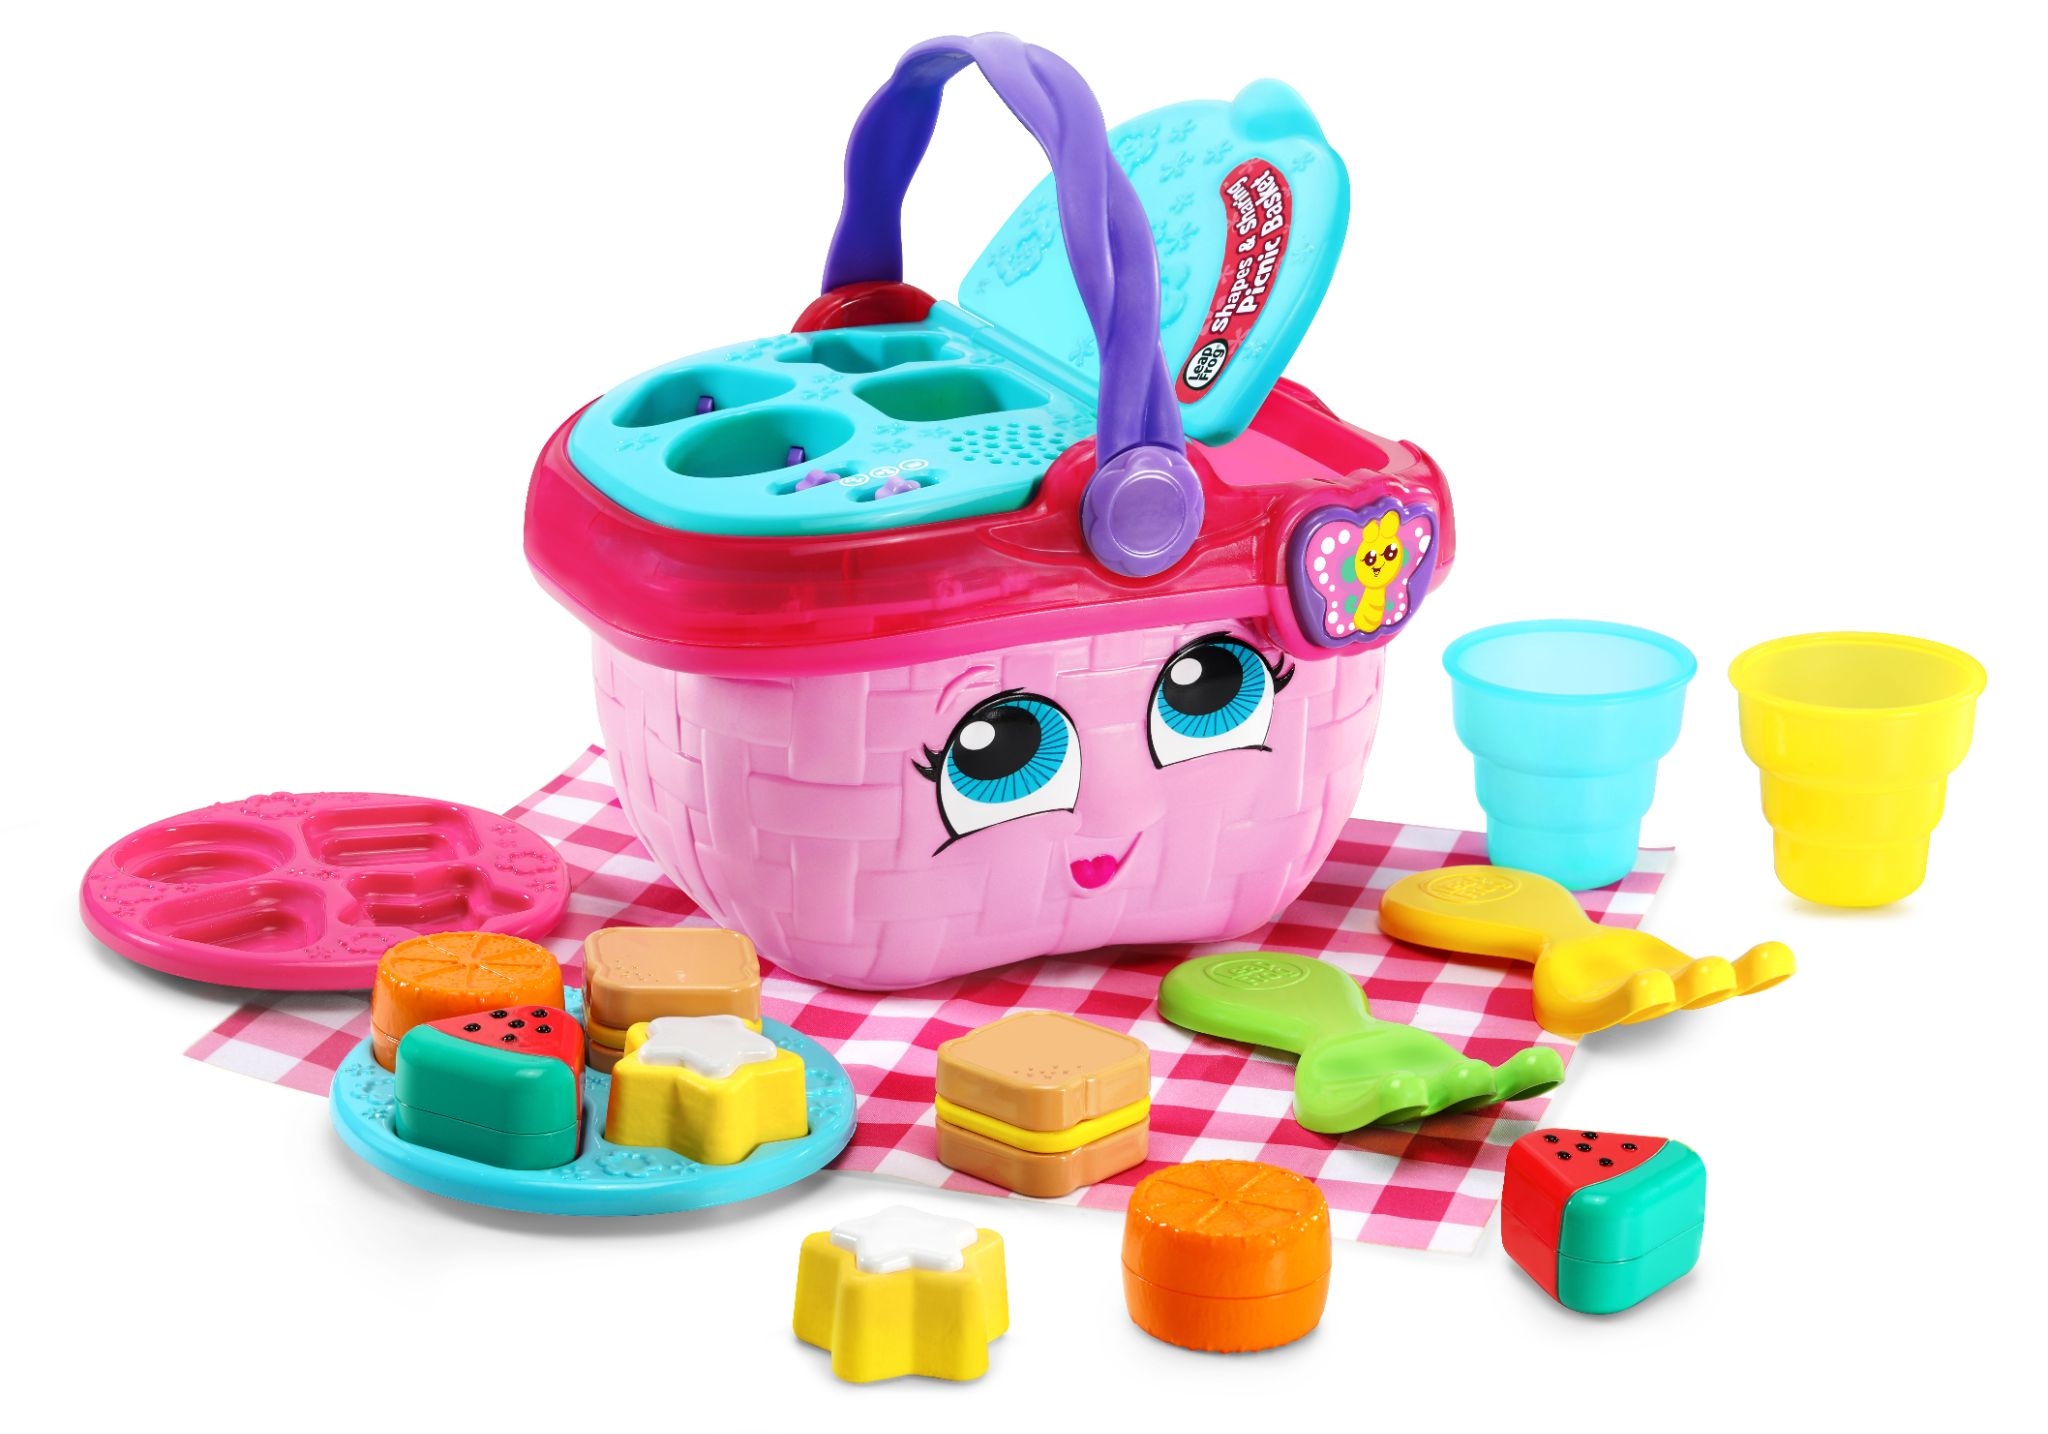 Leap
Frog
shapes & sharing
Picnic Basket